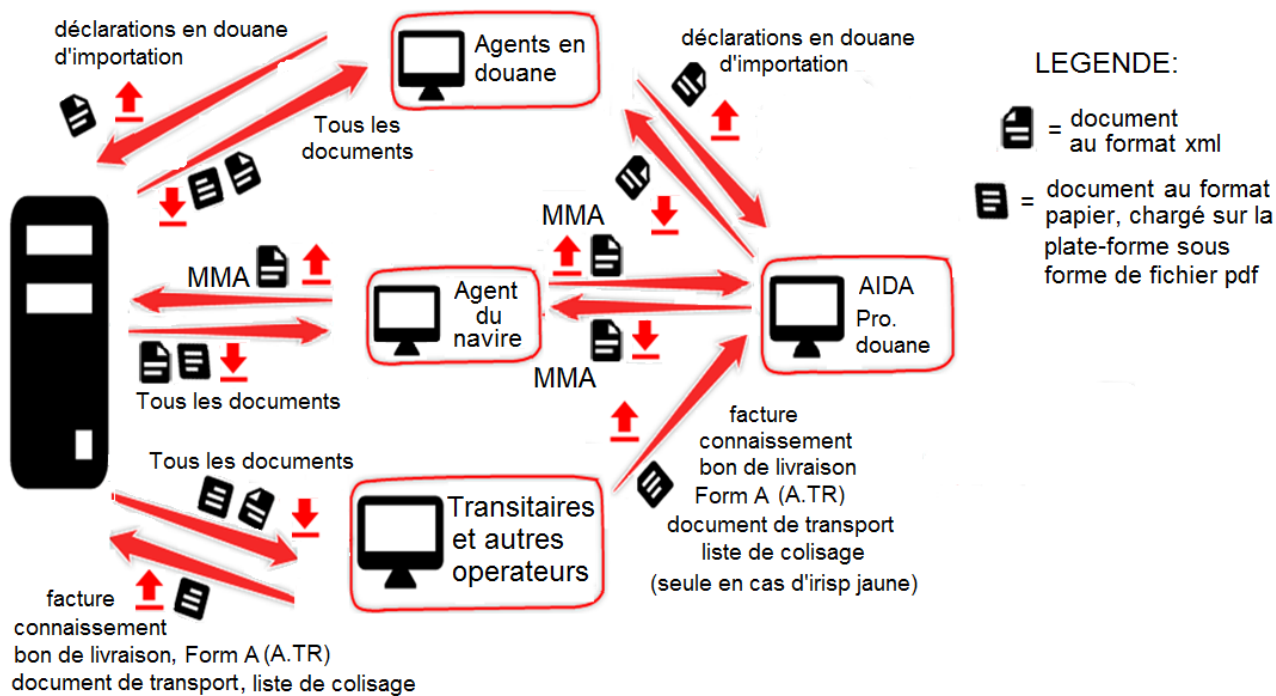 déclarations en douane
d'importation
Agents en
douane
déclarations en douane
d'importation
LEGENDE:
= document
au format xml
= document au format
papier, chargé sur la
plate-forme sous
forme de fichier pdf
Tous les
documents
MMA
MMA
Agent
du
navire
AIDA
Pro.
douane
MMA
Tous les documents
Tous les documents
Transitaires
et autres
operateurs
facture
connaissement
bon de livraison
Form A (A.TR)
document de transport
liste de colisage
(seule en cas d'irisp jaune)
facture
connaissement
bon de livraison, Form A (A.TR)
document de transport, liste de colisage